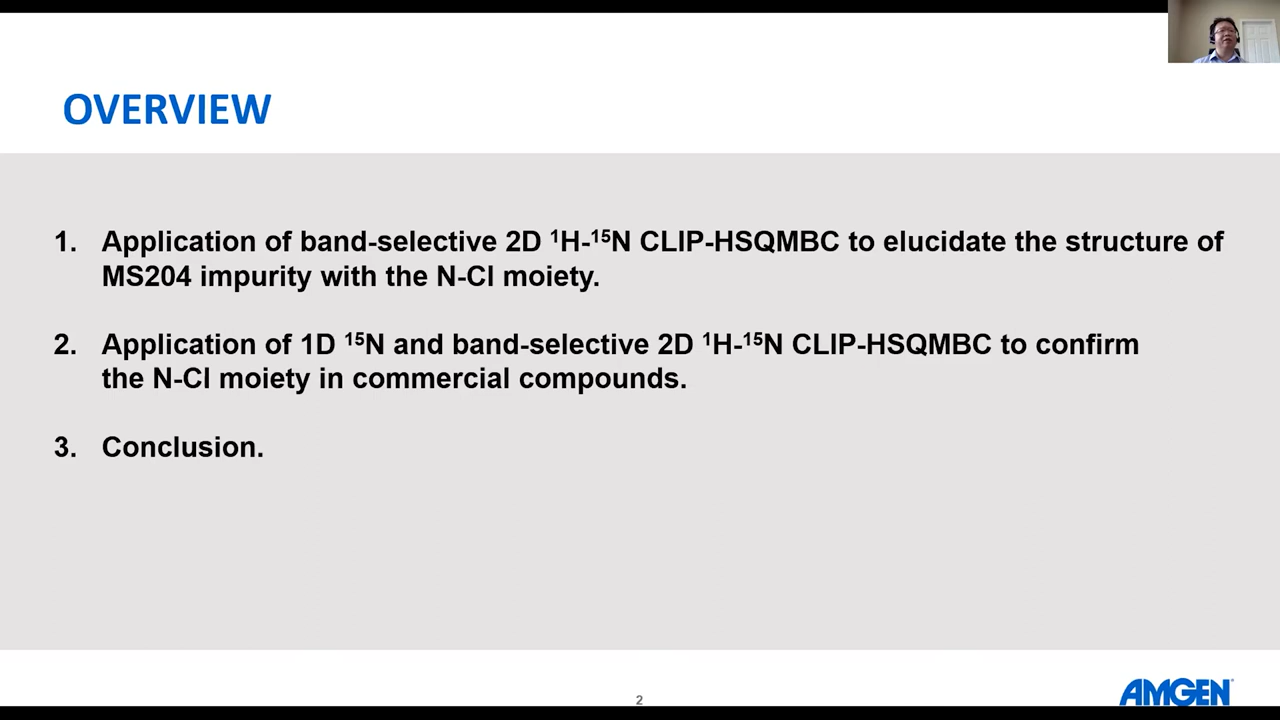 OVERVIEW
1. Application of band-selective 2D ¹H-¹⁵N CLIP-HSQMBC to elucidate the structure of
MS204 impurity with the N-Cl moiety.
2. Application of 1D ¹⁵N and band-selective 2D ¹H-¹⁵N CLIP-HSQMBC to confirm
the N-Cl moiety in commercial compounds.
3. Conclusion.
2
AMGEN